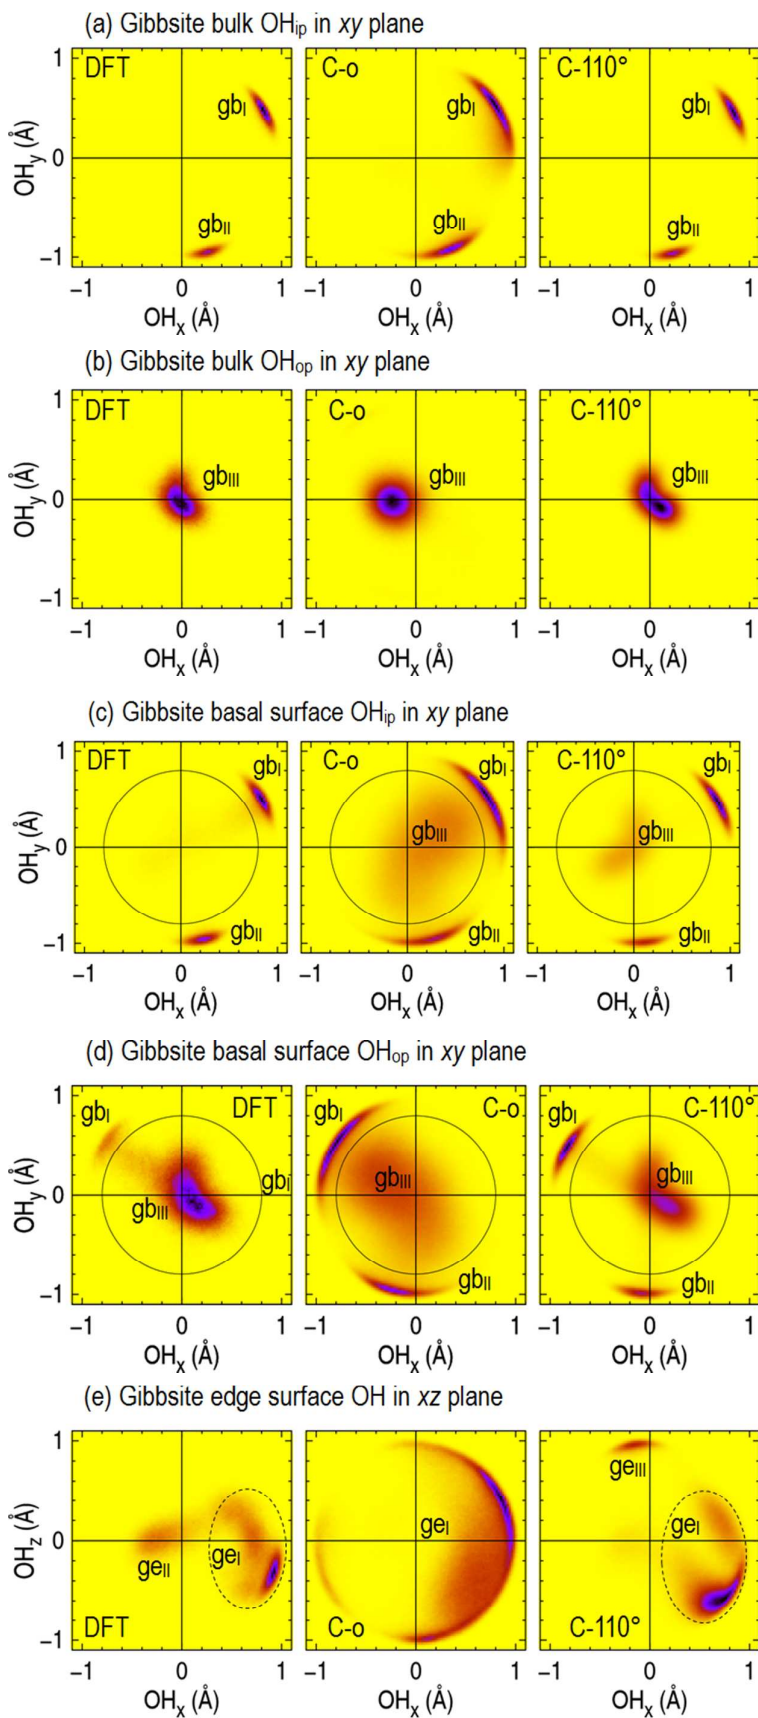 (a) Gibbsite bulk OHip in xy plane
DFT C-o C-110°
gbI gbI gbI
gbII gbII gbII
OHy (Å)
1
0
−1
−1 0 1 −1 0 1 −1 0 1
OHx (Å) OHx (Å) OHx (Å)
(b) Gibbsite bulk OHop in xy plane
DFT C-o C-110°
gbIII gbIII gbIII
OHy (Å)
1
0
−1
−1 0 1 −1 0 1 −1 0 1
OHx (Å) OHx (Å) OHx (Å)
(c) Gibbsite basal surface OHip in xy plane
DFT C-o C-110°
gbI gbI gbI
gbIII gbIII
gbII gbII gbII
OHy (Å)
1
0
−1
−1 0 1 −1 0 1 −1 0 1
OHx (Å) OHx (Å) OHx (Å)
(d) Gibbsite basal surface OHop in xy plane
DFT C-o C-110°
gbI gbI gbI
gbIII gbI gbIII gbIII
gbII gbII
OHy (Å)
1
0
−1
−1 0 1 −1 0 1 −1 0 1
OHx (Å) OHx (Å) OHx (Å)
(e) Gibbsite edge surface OH in xz plane
geIII
geII geI geI geI
DFT C-o C-110°
OHz (Å)
1
0
−1
−1 0 1 −1 0 1 −1 0 1
OHx (Å) OHx (Å) OHx (Å)